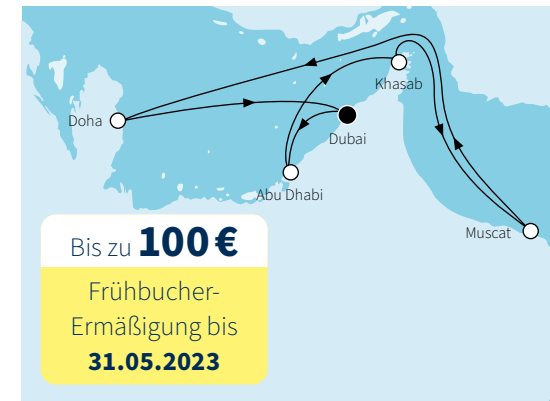 Khasab
Doha
Dubai
Abu Dhabi
Muscat
Bis zu 100 €
Frühbucher-
Ermäßigung bis
31.05.2023